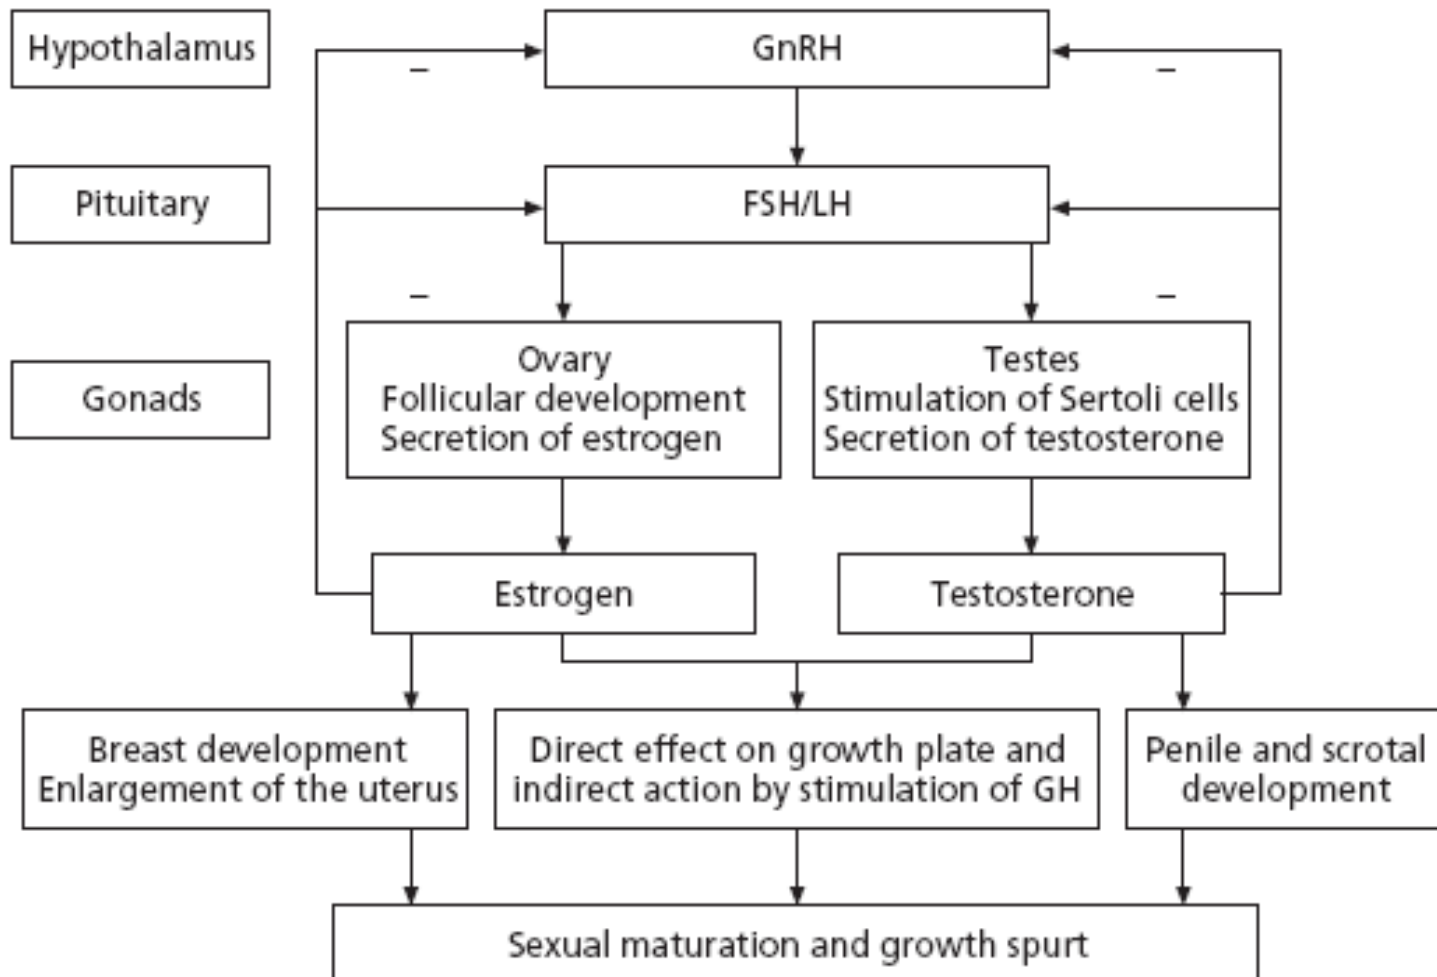 Hypothalamus
GnRH
–
–
Pituitary
FSH/LH
–
–
Gonads
Ovary
Follicular development
Secretion of estrogen
Testes
Stimulation of Sertoli cells
Secretion of testosterone
Estrogen
Testosterone
Breast development
Enlargement of the uterus
Direct effect on growth plate and
indirect action by stimulation of GH
Penile and scrotal
development
Sexual maturation and growth spurt